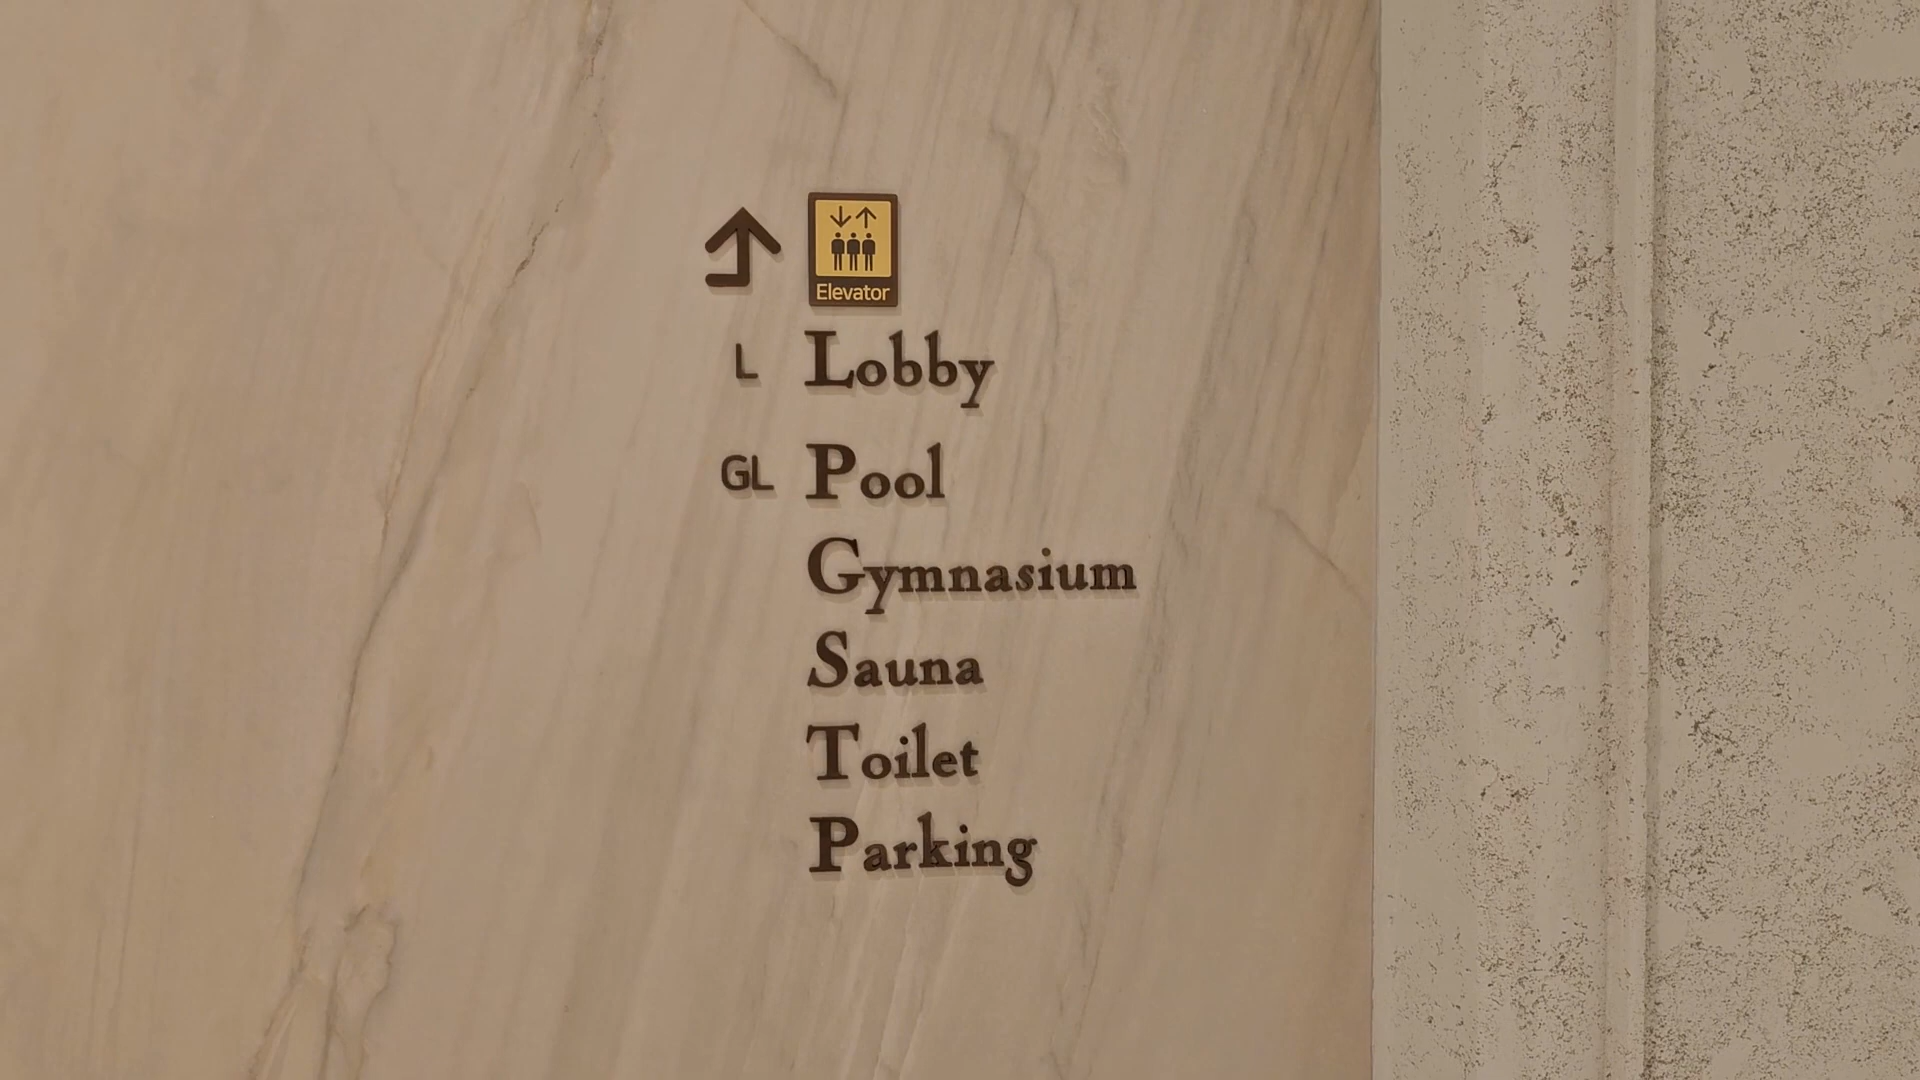 Elevator
L Lobby
GL Pool
Gymnasium
Sauna
Toilet
Parking